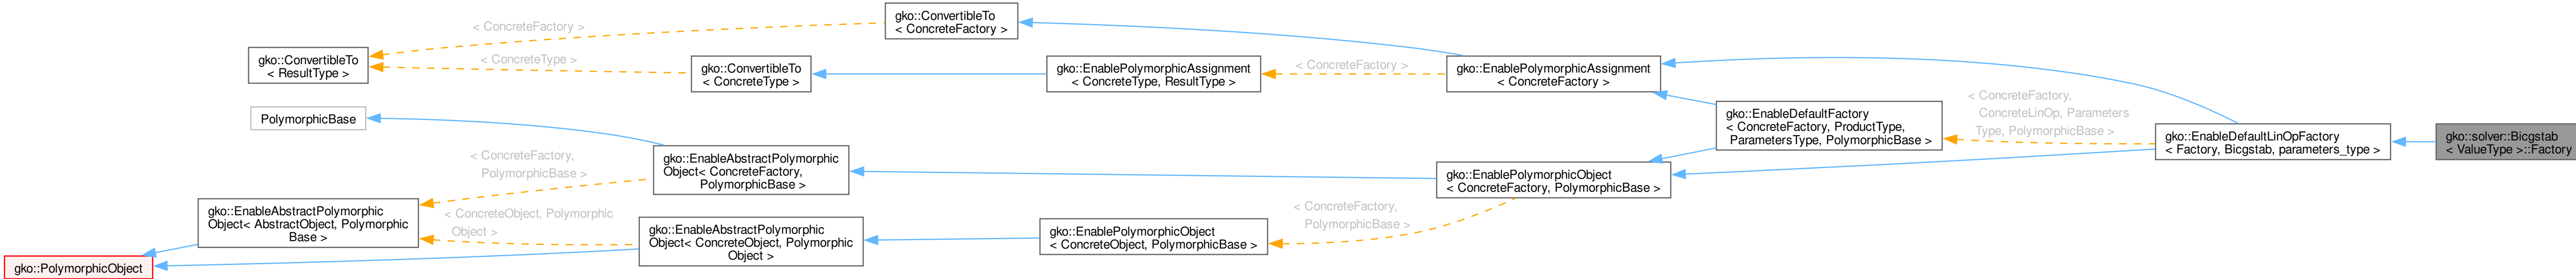 gko::ConvertibleTo
< ConcreteFactory >
< ConcreteFactory >
gko::ConvertibleTo
< ResultType >
< ConcreteType >
gko::ConvertibleTo
< ConcreteType >
gko::EnablePolymorphicAssignment
< ConcreteType, ResultType >
< ConcreteFactory >
gko::EnablePolymorphicAssignment
< ConcreteFactory >
PolymorphicBase
gko::EnableDefaultFactory
< ConcreteFactory, ProductType,
ParametersType, PolymorphicBase >
< ConcreteFactory,
ConcreteLinOp, Parameters
Type, PolymorphicBase >
gko::EnableDefaultLinOpFactory
< Factory, Bicgstab, parameters_type >
gko::solver::Bicgstab
< ValueType >::Factory
< ConcreteFactory,
PolymorphicBase >
gko::EnableAbstractPolymorphic
Object< ConcreteFactory,
PolymorphicBase >
gko::EnablePolymorphicObject
< ConcreteFactory, PolymorphicBase >
gko::EnableAbstractPolymorphic
Object< AbstractObject, Polymorphic
Base >
< ConcreteObject, Polymorphic
Object >
gko::EnableAbstractPolymorphic
Object< ConcreteObject, Polymorphic
Object >
gko::EnablePolymorphicObject
< ConcreteObject, PolymorphicBase >
< ConcreteFactory,
PolymorphicBase >
gko::PolymorphicObject